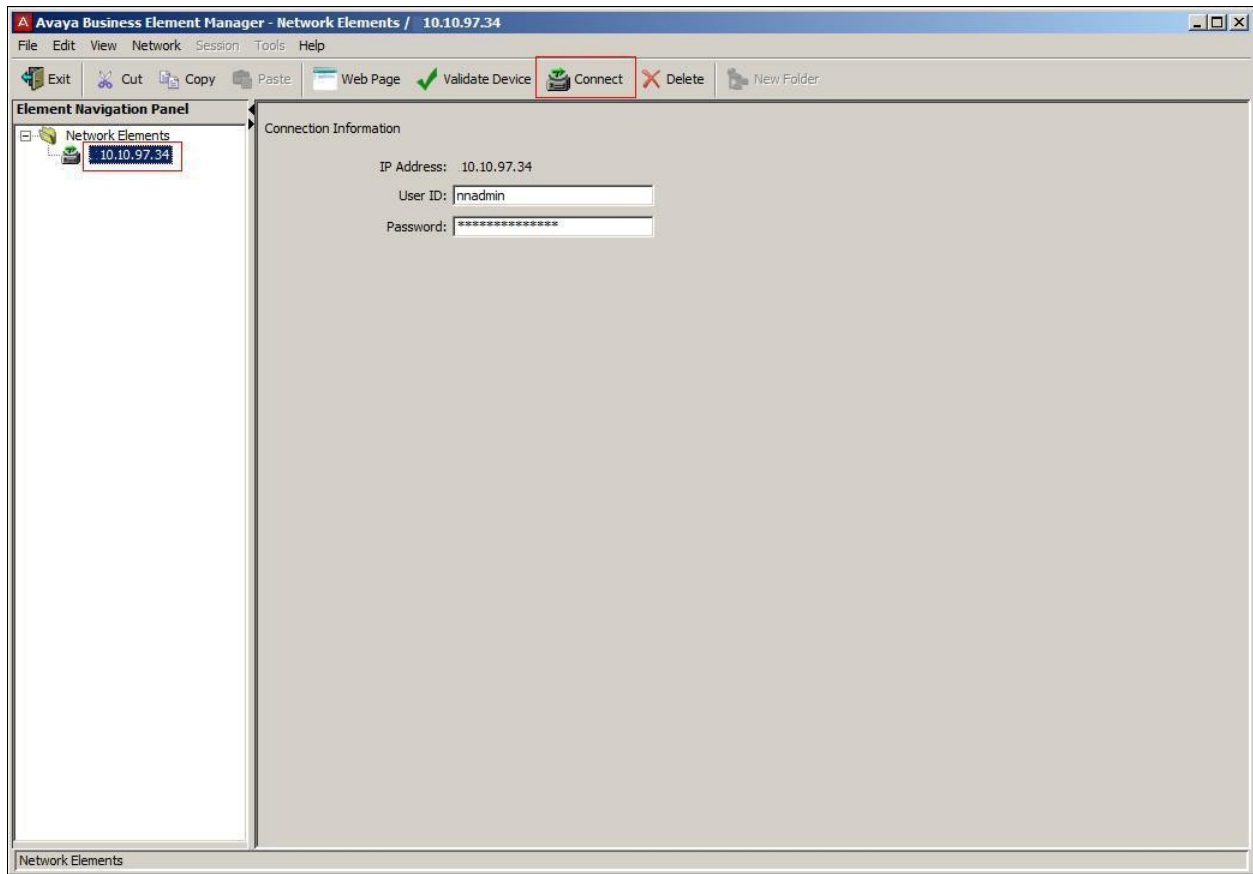 A Avaya Business Element Manager - Network Elements / 10.10.97.34
File Edit View Network Session Tools Help
Exit Cut Copy Paste Web Page Validate Device Connect Delete New Folder
Element Navigation Panel
Network Elements
10.10.97.34
Connection Information
IP Address: 10.10.97.34
User ID: nnadmin
Password: **************
Network Elements